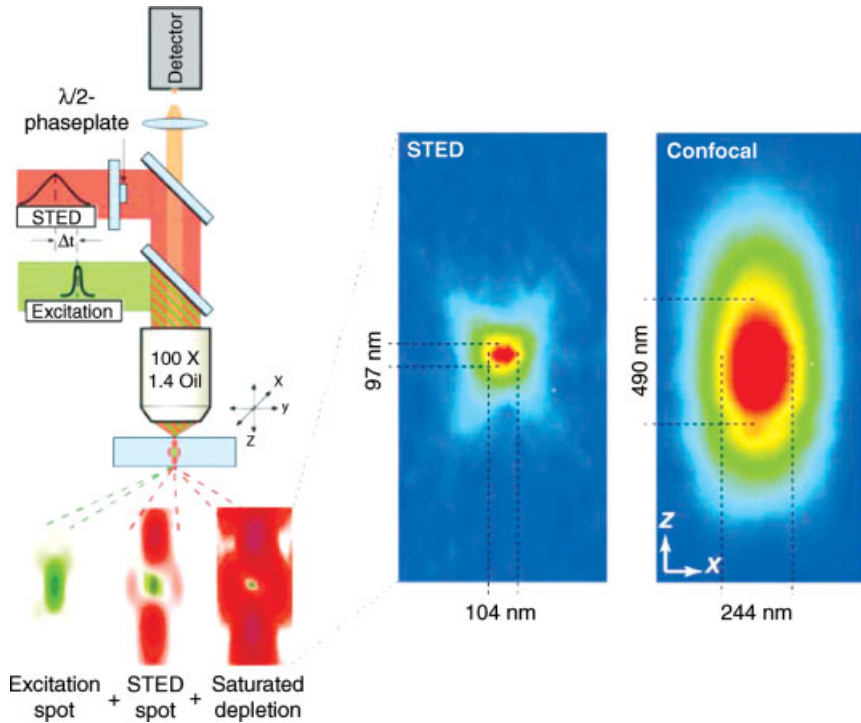 Detector
λ/2-
phaseplate
STED
Δt
Excitation
100 X
1.4 Oil
X
y
Z
Excitation
spot
+
STED
spot
+
Saturated
depletion
STED
97 nm
104 nm
Confocal
490 nm
Z
X
244 nm